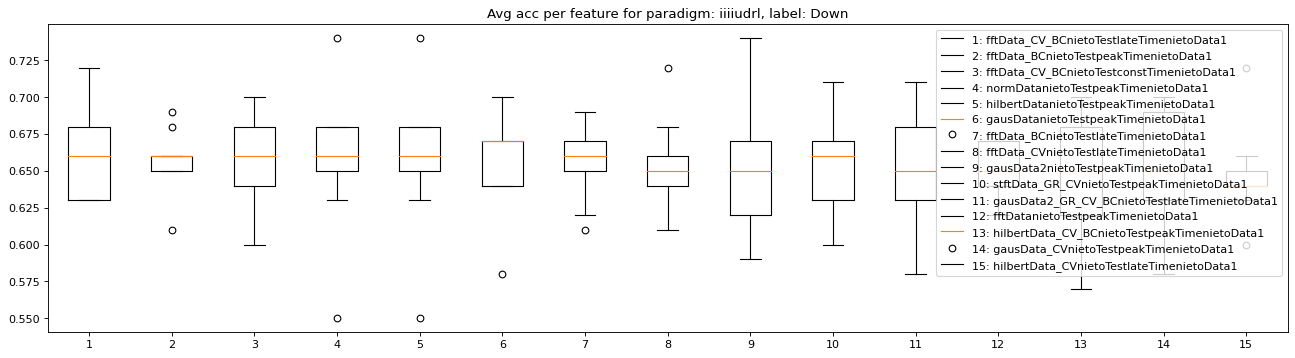 Avg acc per feature for paradigm: iiiiudrl, label: Down
0.725
0.700
0.675
0.650
0.625
0.600
0.575
0.550
1: fftData_CV_BCnietoTestlateTimenietoData1
2: fftData_BCnietoTestpeakTimenietoData1
3: fftData_CV_BCnietoTestconstTimenietoData1
4: normDatanietoTestpeakTimenietoData1
5: hilbertDatanietoTestpeakTimenietoData1
6: gausDatanietoTestpeakTimenietoData1
7: fftData_BCnietoTestlateTimenietoData1
8: fftData_CVnietoTestlateTimenietoData1
9: gausData2nietoTestpeakTimenietoData1
10: stftData_GR_CVnietoTestpeakTimenietoData1
11: gausData2_GR_CV_BCnietoTestlateTimenietoData1
12: fftDatanietoTestpeakTimenietoData1
13: hilbertData_CV_BCnietoTestpeakTimenietoData1
14: gausData_CVnietoTestpeakTimenietoData1
15: hilbertData_CVnietoTestlateTimenietoData1
1 2 3 4 5 6 7 8 9 10 11 12 13 14 15